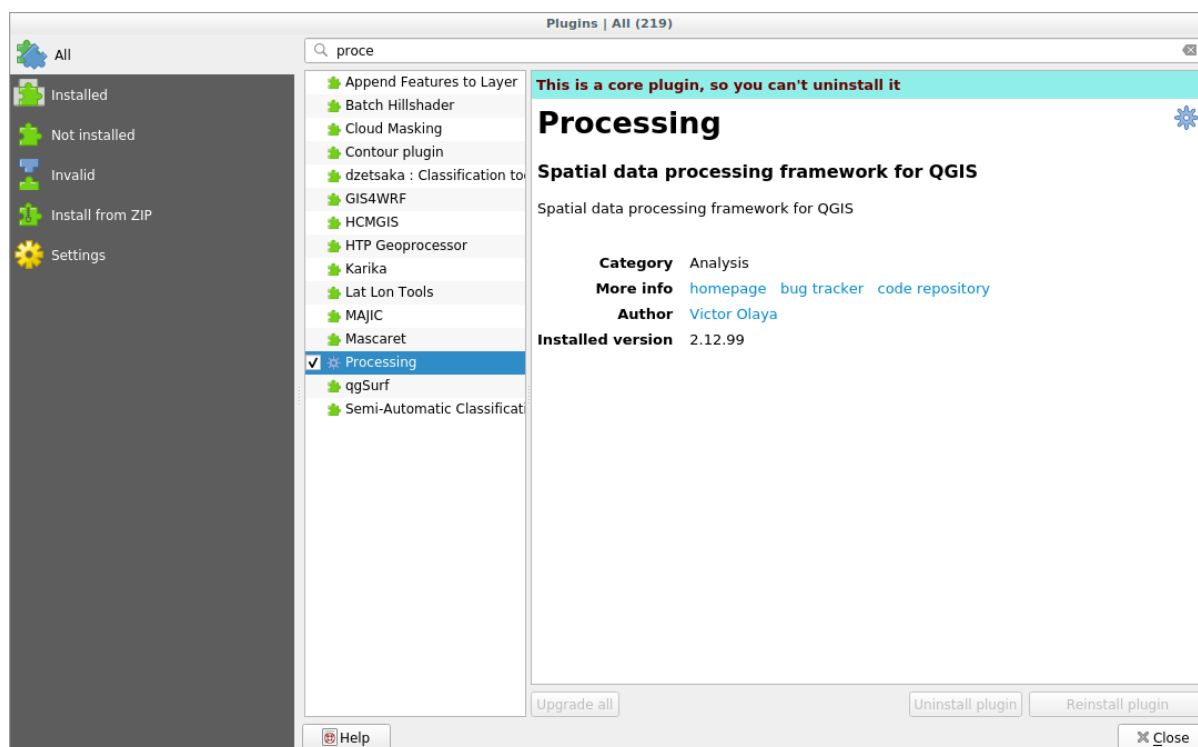 Plugins | All (219)
All
Installed
Not installed
Invalid
Install from ZIP
Settings
proce
Append Features to Layer
Batch Hillshader
Cloud Masking
Contour plugin
dzetsaka : Classification to
GIS4WRF
HCMGIS
HTP Geoprocessor
Karika
Lat Lon Tools
MAJIC
Mascaret
Processing
qgSurf
Semi-Automatic Classificati
This is a core plugin, so you can't uninstall it
Processing
Spatial data processing framework for QGIS
Spatial data processing framework for QGIS
Category Analysis
More info homepage bug tracker code repository
Author Victor Olaya
Installed version 2.12.99
Upgrade all Uninstall plugin Reinstall plugin
Help Close